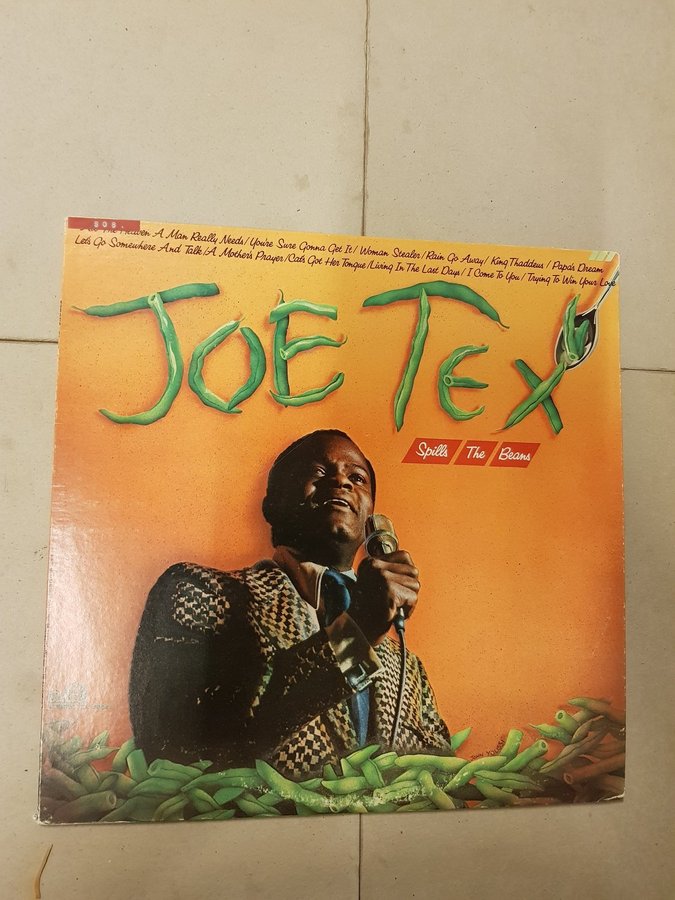 The Heaven A Man Really Needs / You're Sure Gonna Get It / Woman Stealer / Rain Go Away / King Thaddeus / Papa's Dream
Let's Go Somewhere And Talk / A Mother's Prayer / Cat's Got Her Tongue / Living In The Last Days / I Come To You / Trying To Win Your Love
JOE TEX
Spills The Beans